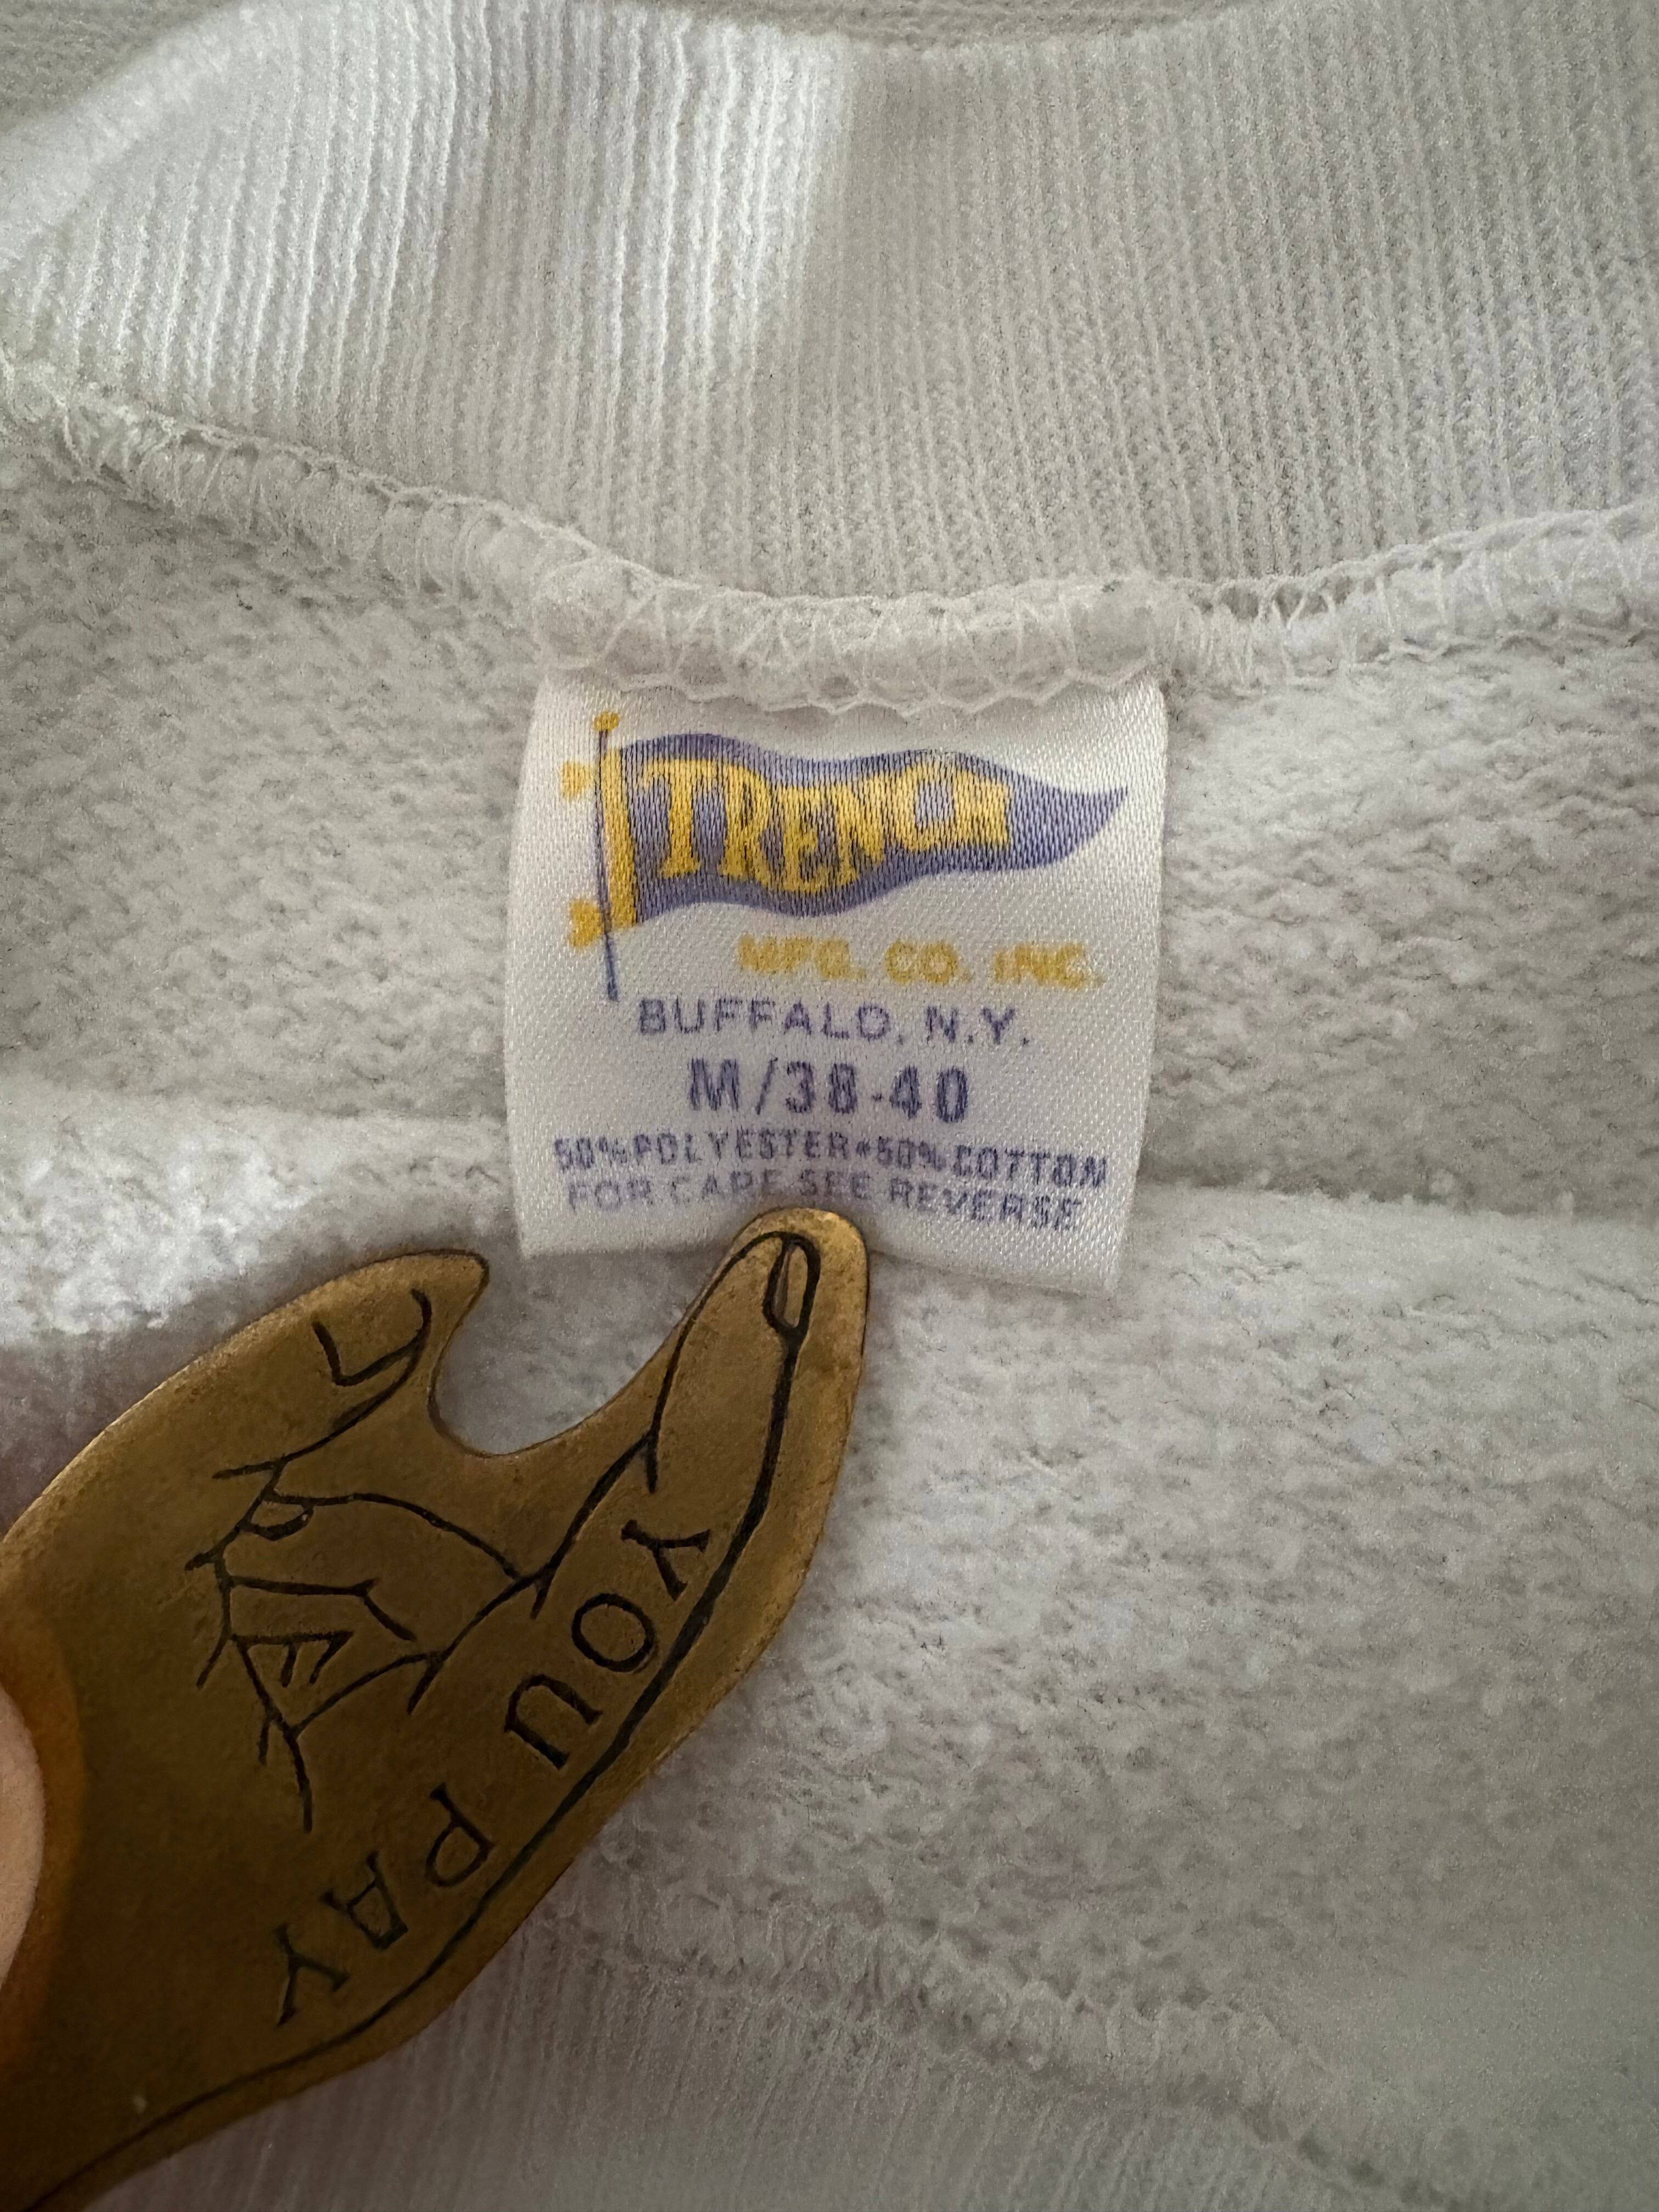 TRENCH
MFG. CO. INC.
BUFFALO, N.Y.
M/38-40
50%POLYESTER•50%COTTON
FOR CARE SEE REVERSE
YOU PAY